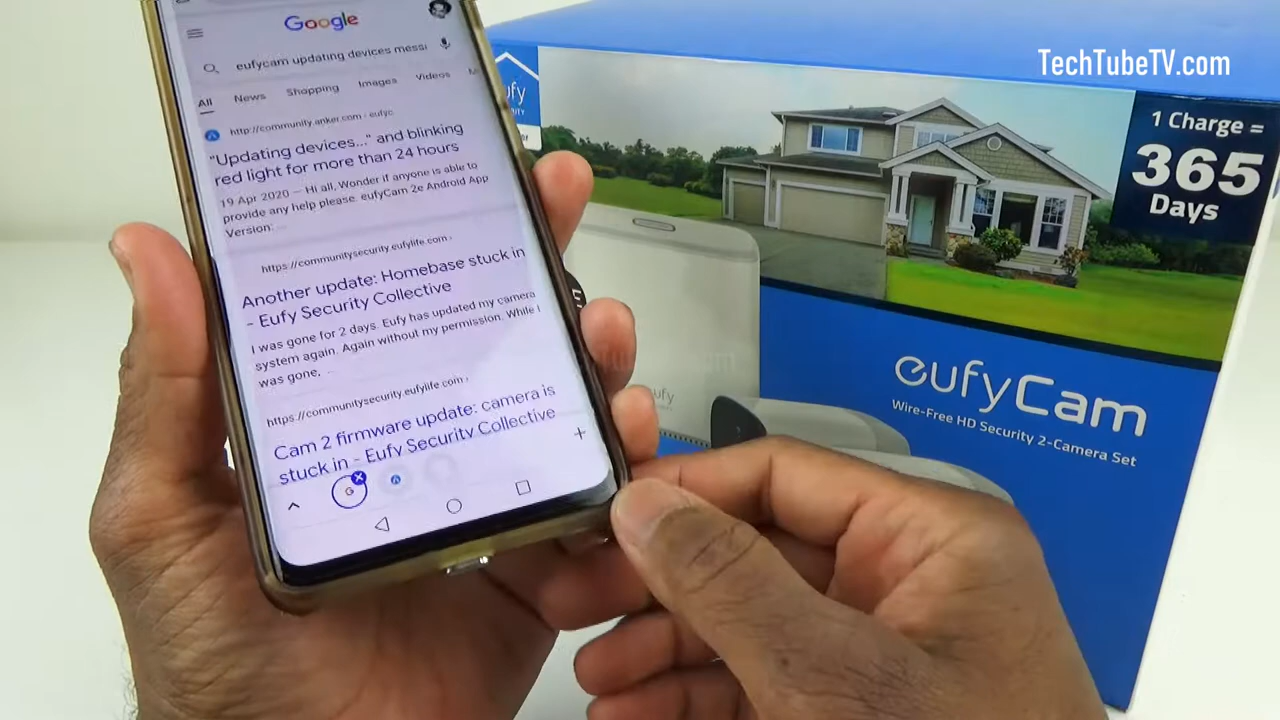 TechTubeTV.com
Google
eufycam updating devices messi
All News Shopping Images Videos
http://community.anker.com › eufyc
"Updating devices..." and blinking
red light for more than 24 hours
19 Apr 2020 — Hi all, Wonder if anyone is able to
provide any help please. eufyCam 2e Android App
Version: ...
https://communitysecurity.eufylife.com ›
Another update: Homebase stuck in
- Eufy Security Collective
I was gone for 2 days. Eufy has updated my camera
system again. Again without my permission. While I
was gone, ...
https://communitysecurity.eufylife.com ›
Cam 2 firmware update: camera is
stuck in - Eufy Security Collective
G
1 Charge =
365
Days
eufy
eufyCam
Wire-Free HD Security 2-Camera Set